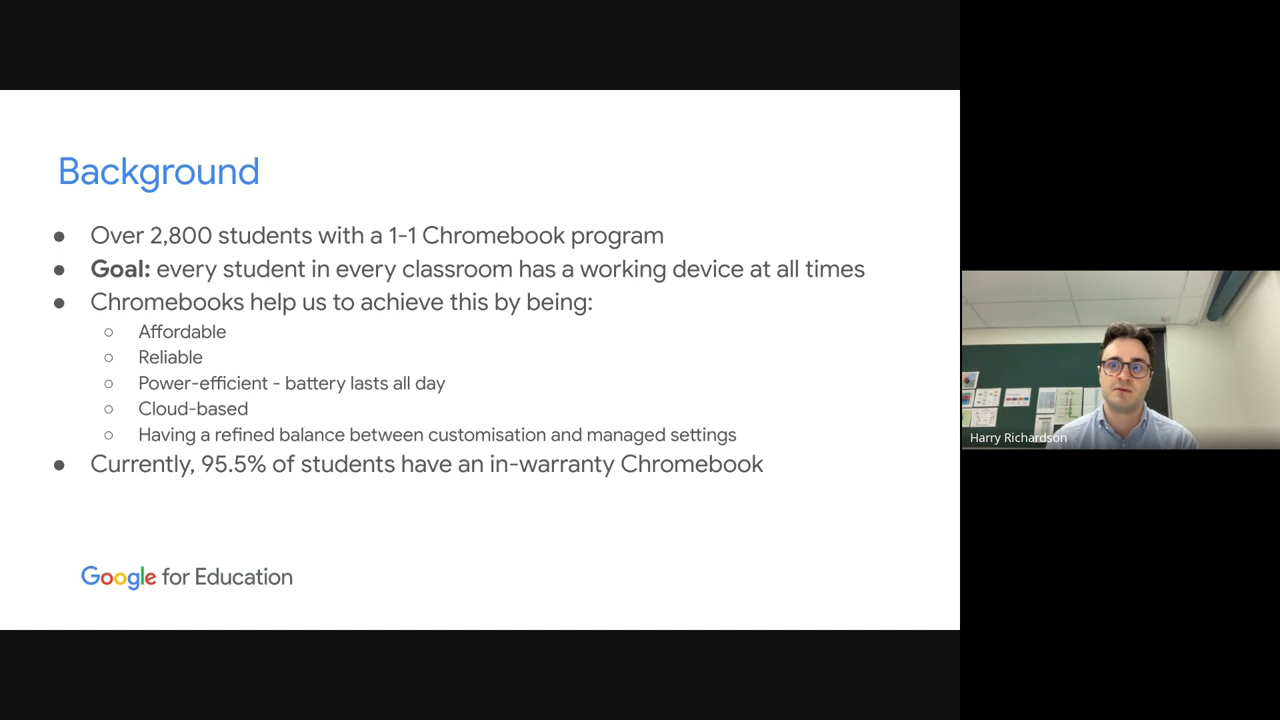 Background
● Over 2,800 students with a 1-1 Chromebook program
● Goal: every student in every classroom has a working device at all times
● Chromebooks help us to achieve this by being:
○ Affordable
○ Reliable
○ Power-efficient - battery lasts all day
○ Cloud-based
○ Having a refined balance between customisation and managed settings
● Currently, 95.5% of students have an in-warranty Chromebook
Google for Education
Harry Richardson